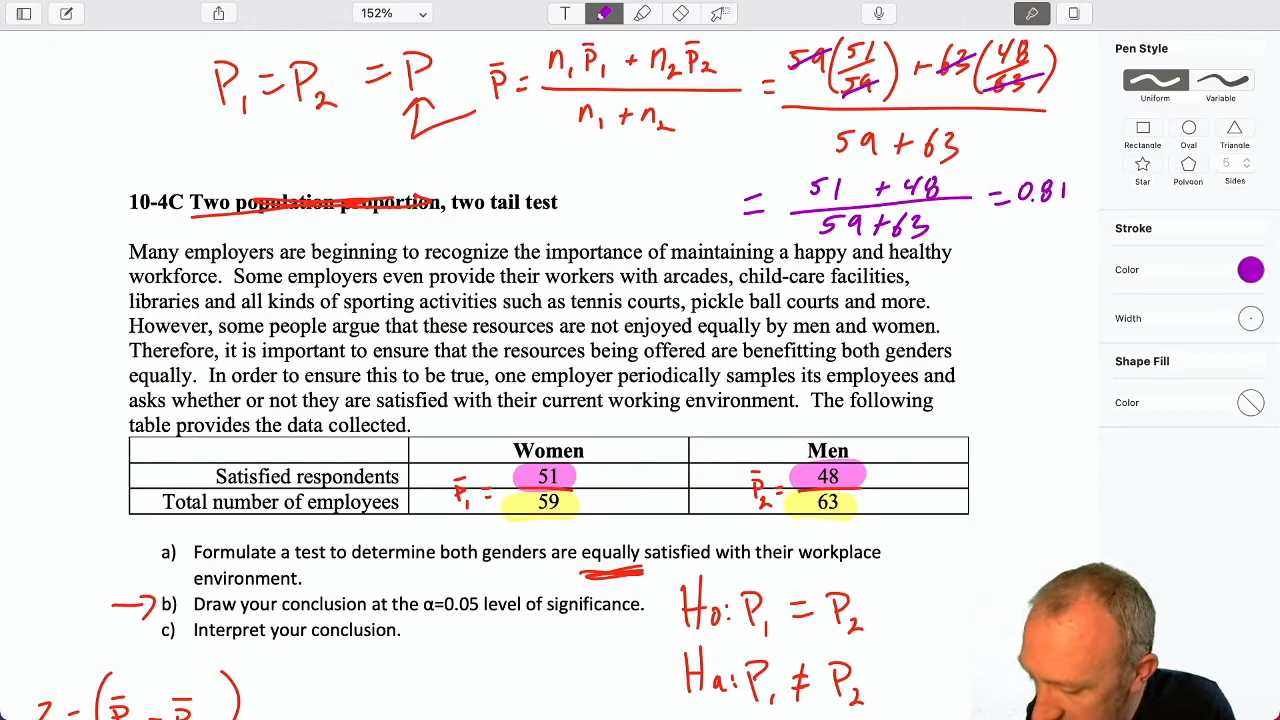 152%
T
P₁ = P₂ = P
p̄ = (n₁p̄₁ + n₂p̄₂) / (n₁ + n₂) = (59(51/59) + 63(48/63)) / (59 + 63)
= (51 + 48) / (59 + 63) = 0.81
10-4C Two population proportion, two tail test
Many employers are beginning to recognize the importance of maintaining a happy and healthy
workforce. Some employers even provide their workers with arcades, child-care facilities,
libraries and all kinds of sporting activities such as tennis courts, pickle ball courts and more.
However, some people argue that these resources are not enjoyed equally by men and women.
Therefore, it is important to ensure that the resources being offered are benefitting both genders
equally. In order to ensure this to be true, one employer periodically samples its employees and
asks whether or not they are satisfied with their current working environment. The following
table provides the data collected.
Women Men
Satisfied respondents p̄₁ = 51 p̄₂ = 48
Total number of employees 59 63
a) Formulate a test to determine both genders are equally satisfied with their workplace
environment.
b) Draw your conclusion at the α=0.05 level of significance.
c) Interpret your conclusion.
Ho: P₁ = P₂
Ha: P₁ ≠ P₂
Z = (p̄ - p̄ )
Pen Style
Uniform Variable
Rectangle Oval Triangle
5
Star Polygon Sides
Stroke
Color
Width
Shape Fill
Color